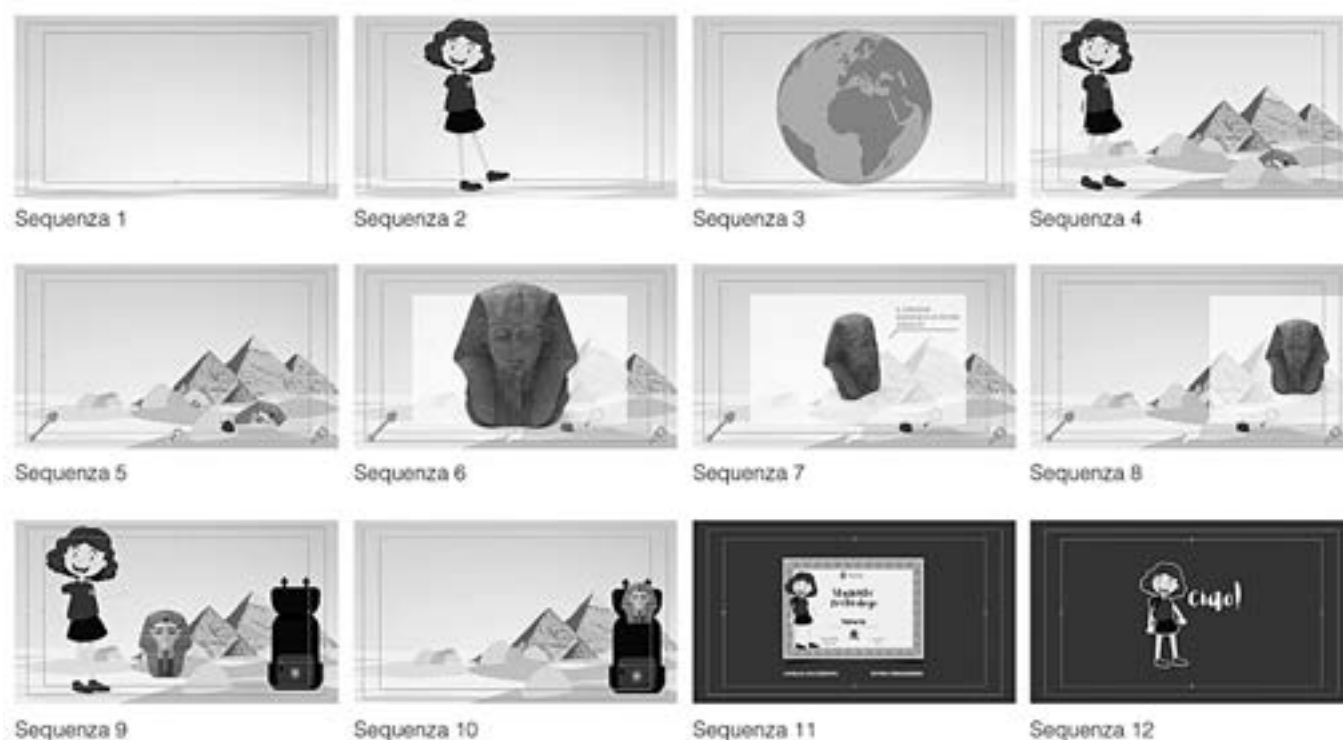 Sequenza 1
Sequenza 2
Sequenza 3
Sequenza 4
Sequenza 5
Sequenza 6
Sequenza 7
Sequenza 8
Sequenza 9
Sequenza 10
Sequenza 11
Ciao!
Sequenza 12